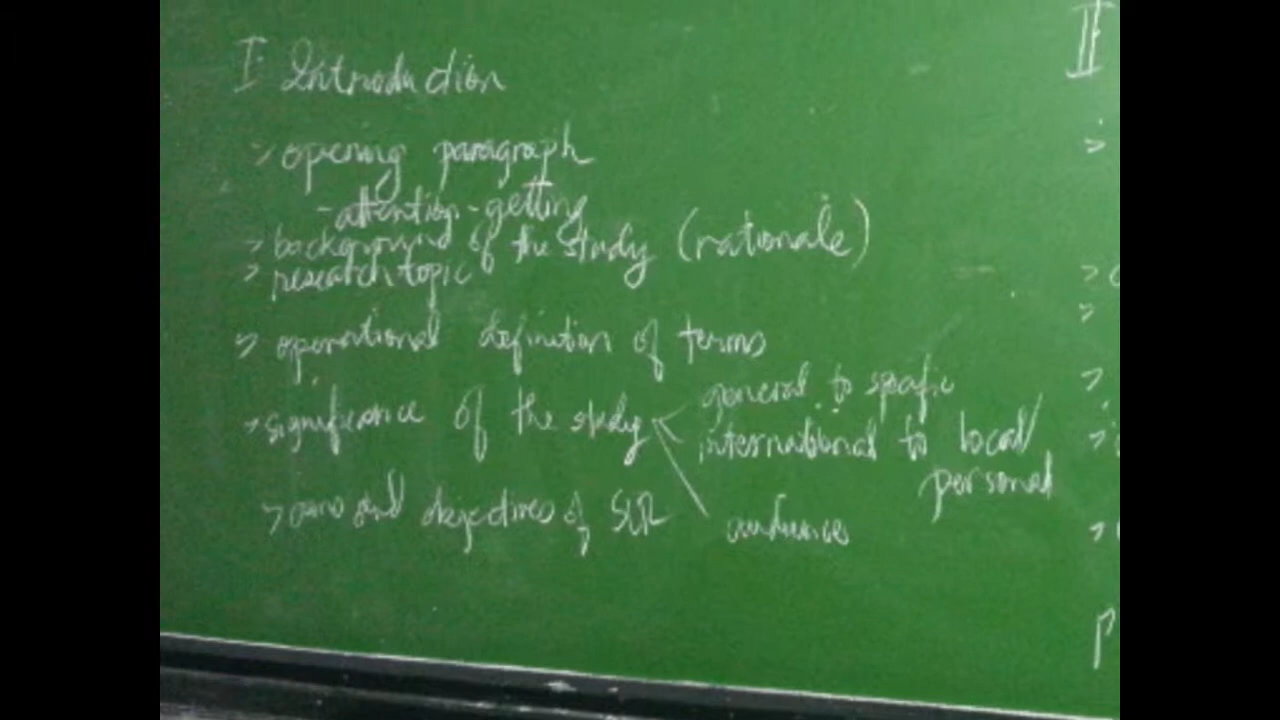 I. Introduction
> opening paragraph
- attention-getting
> background of the study (rationale)
> research topic
> operational definition of terms
> significance of the study
general to specific
international to local/
personal
audiences
> aims and objectives of SLR
II